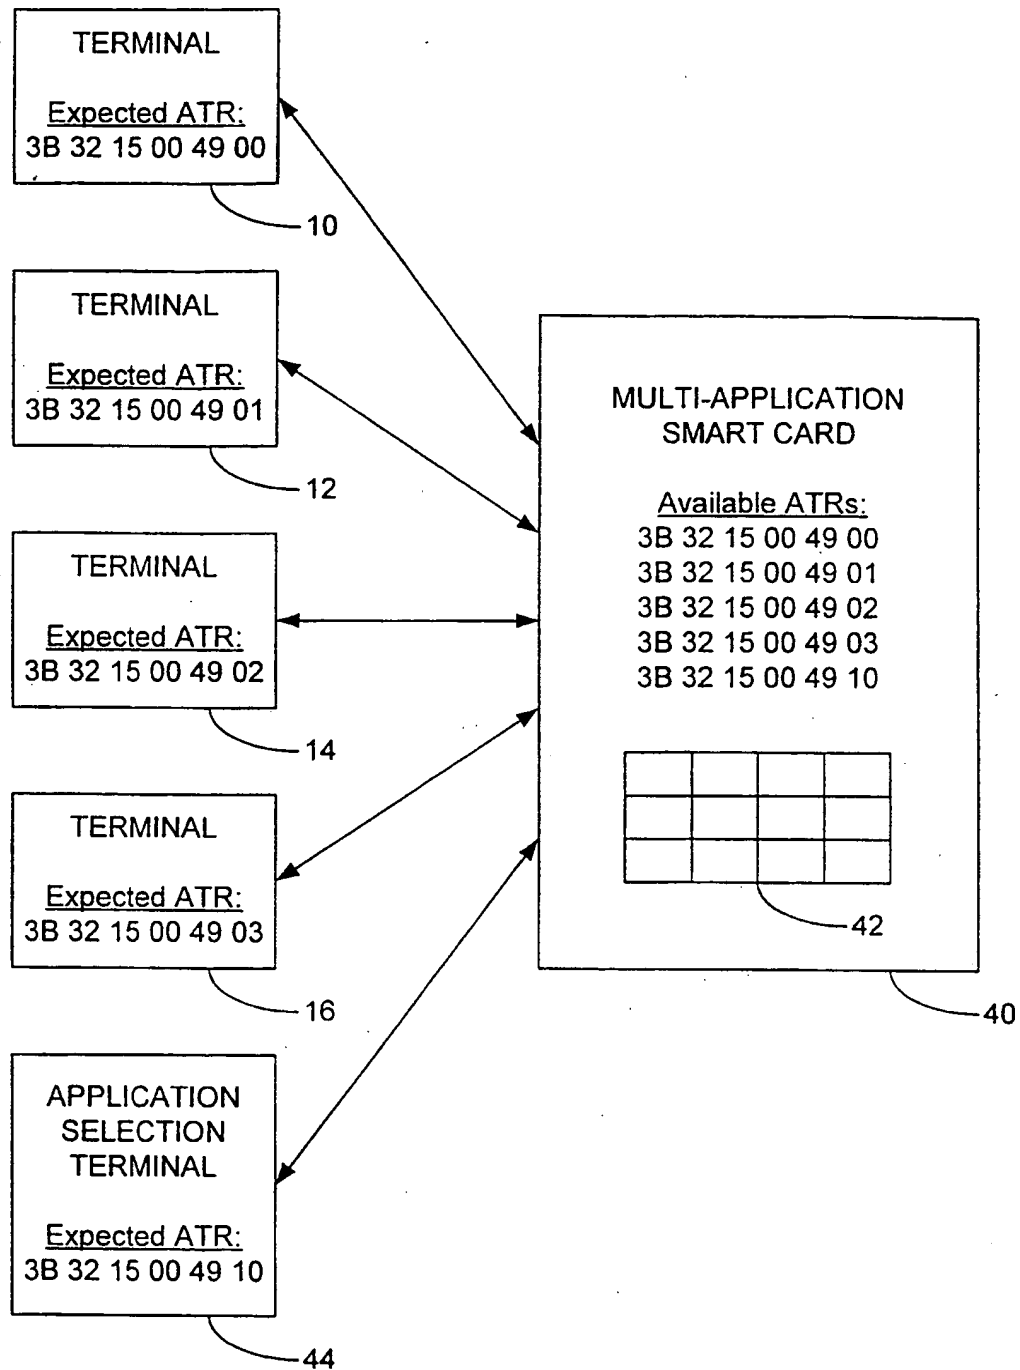 TERMINAL
Expected ATR:
3B 32 15 00 49 00
10
TERMINAL
Expected ATR:
3B 32 15 00 49 01
12
TERMINAL
Expected ATR:
3B 32 15 00 49 02
14
TERMINAL
Expected ATR:
3B 32 15 00 49 03
16
APPLICATION
SELECTION
TERMINAL
Expected ATR:
3B 32 15 00 49 10
44
MULTI-APPLICATION
SMART CARD
Available ATRs:
3B 32 15 00 49 00
3B 32 15 00 49 01
3B 32 15 00 49 02
3B 32 15 00 49 03
3B 32 15 00 49 10
42
40